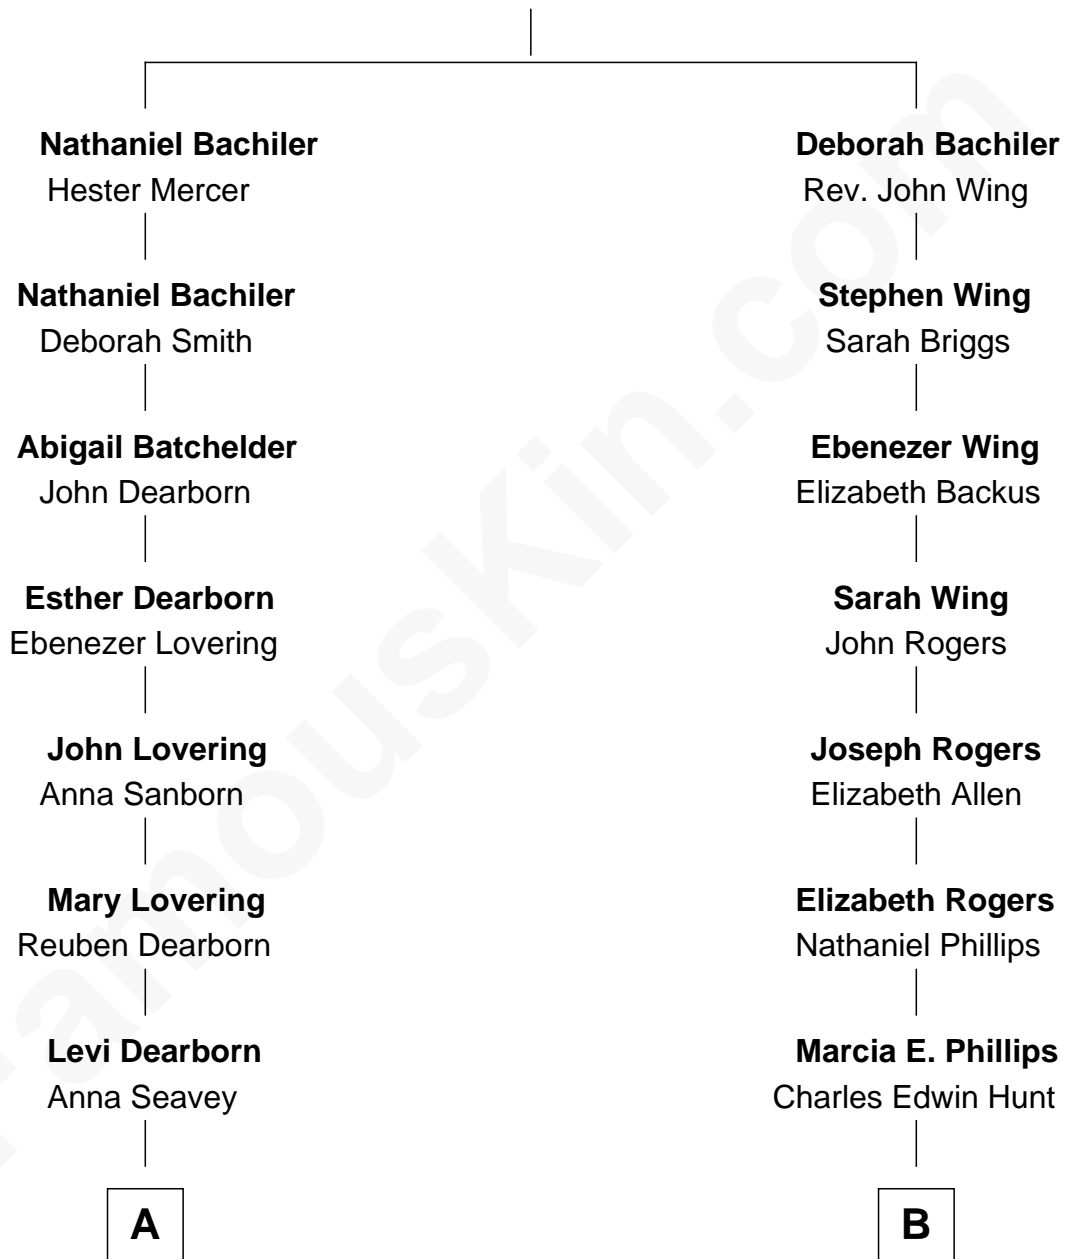 Nathaniel Bachiler
Hester Mercer
Deborah Bachiler
Rev. John Wing
Nathaniel Bachiler
Deborah Smith
Stephen Wing
Sarah Briggs
Abigail Batchelder
John Dearborn
Ebenezer Wing
Elizabeth Backus
Esther Dearborn
Ebenezer Lovering
Sarah Wing
John Rogers
John Lovering
Anna Sanborn
Joseph Rogers
Elizabeth Allen
Mary Lovering
Reuben Dearborn
Elizabeth Rogers
Nathaniel Phillips
Levi Dearborn
Anna Seavey
Marcia E. Phillips
Charles Edwin Hunt
A
B
FamousKin.com